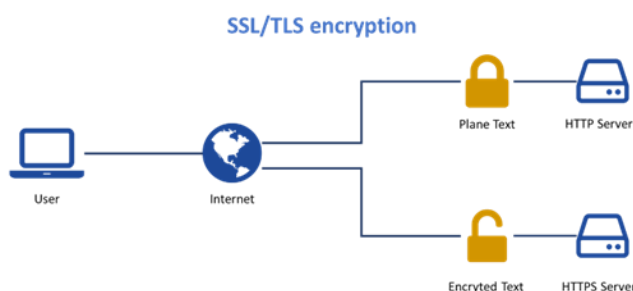 SSL/TLS encryption
Plane Text
HTTP Server
User
Internet
Encryted Text
HTTPS Server